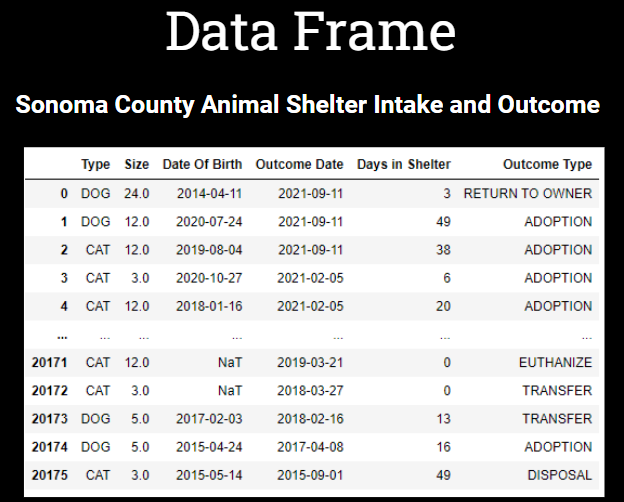 Data Frame
Sonoma County Animal Shelter Intake and Outcome
Type Size Date Of Birth Outcome Date Days in Shelter Outcome Type
0 DOG 24.0 2014-04-11 2021-09-11 3 RETURN TO OWNER
1 DOG 12.0 2020-07-24 2021-09-11 49 ADOPTION
2 CAT 12.0 2019-08-04 2021-09-11 38 ADOPTION
3 CAT 3.0 2020-10-27 2021-02-05 6 ADOPTION
4 CAT 12.0 2018-01-16 2021-02-05 20 ADOPTION
... ... ... ... ... ... ...
20171 CAT 12.0 NaT 2019-03-21 0 EUTHANIZE
20172 CAT 3.0 NaT 2018-03-27 0 TRANSFER
20173 DOG 5.0 2017-02-03 2018-02-16 13 TRANSFER
20174 DOG 5.0 2015-04-24 2017-04-08 16 ADOPTION
20175 CAT 3.0 2015-05-14 2015-09-01 49 DISPOSAL